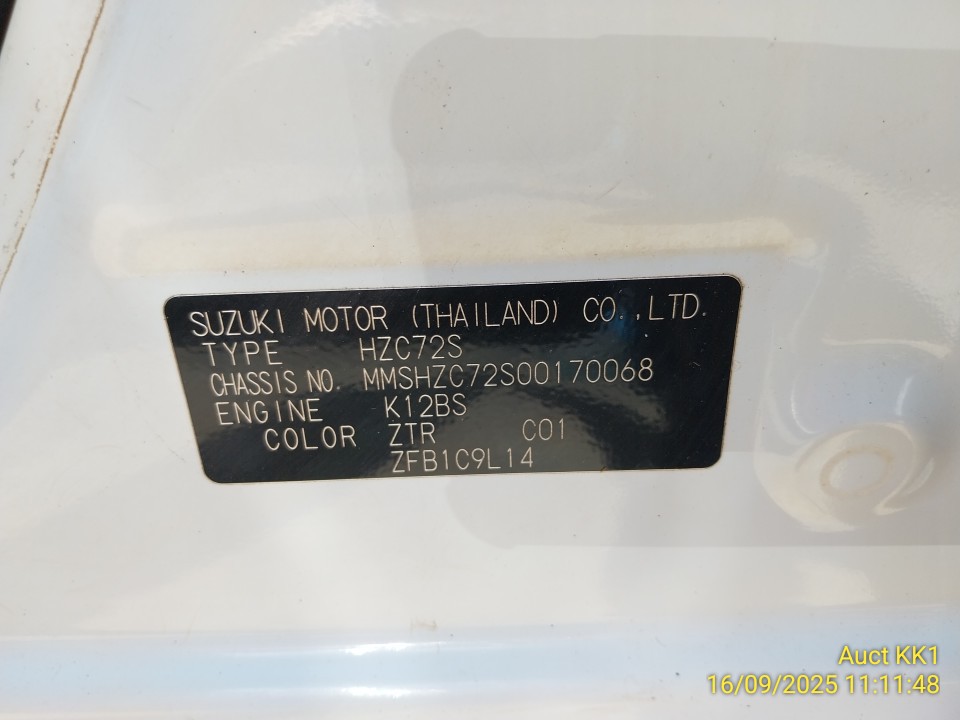 SUZUKI MOTOR (THAILAND) CO.,LTD.
TYPE HZC72S
CHASSIS NO. MMSHZC72S00170068
ENGINE K12BS
COLOR ZTR C01
ZFB1C9L14
Auct KK1
16/09/2025 11:11:48